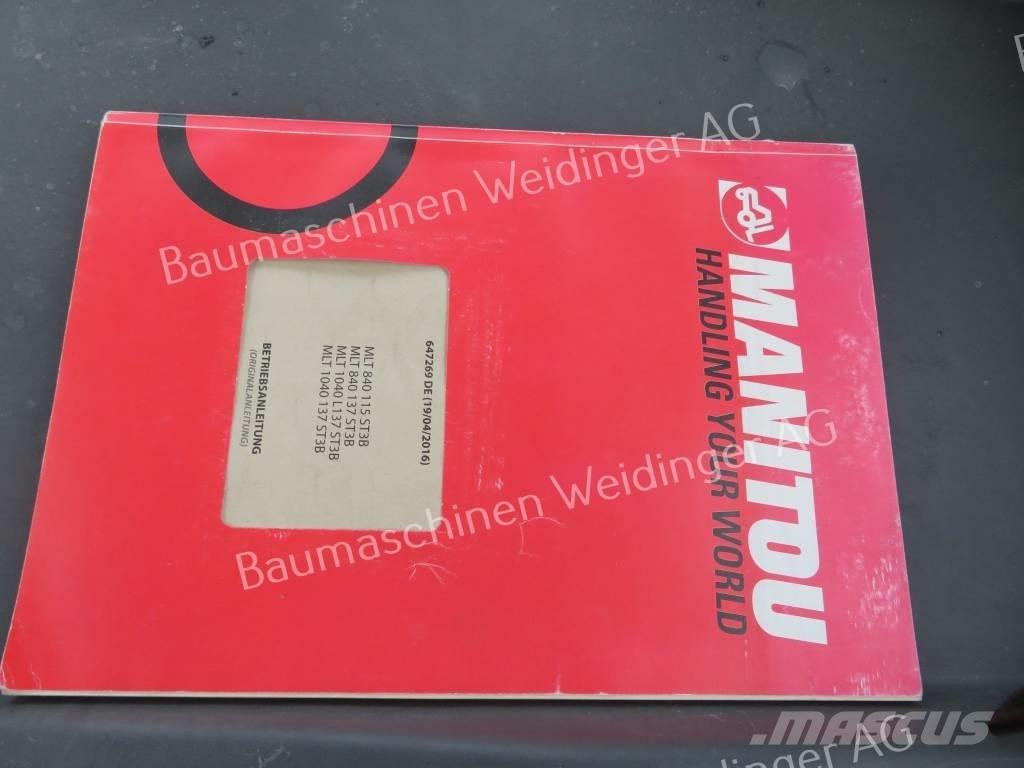 MANITOU
HANDLING YOUR WORLD
647269 DE (19/04/2016)
MLT 840 115 ST3B
MLT 840 137 ST3B
MLT 1040 L137 ST3B
MLT 1040 137 ST3B
BETRIEBSANLEITUNG
(ORIGINALANLEITUNG)
Baumaschinen Weidinger AG
Baumaschinen Weidinger AG
MASCUS
Weidinger AG